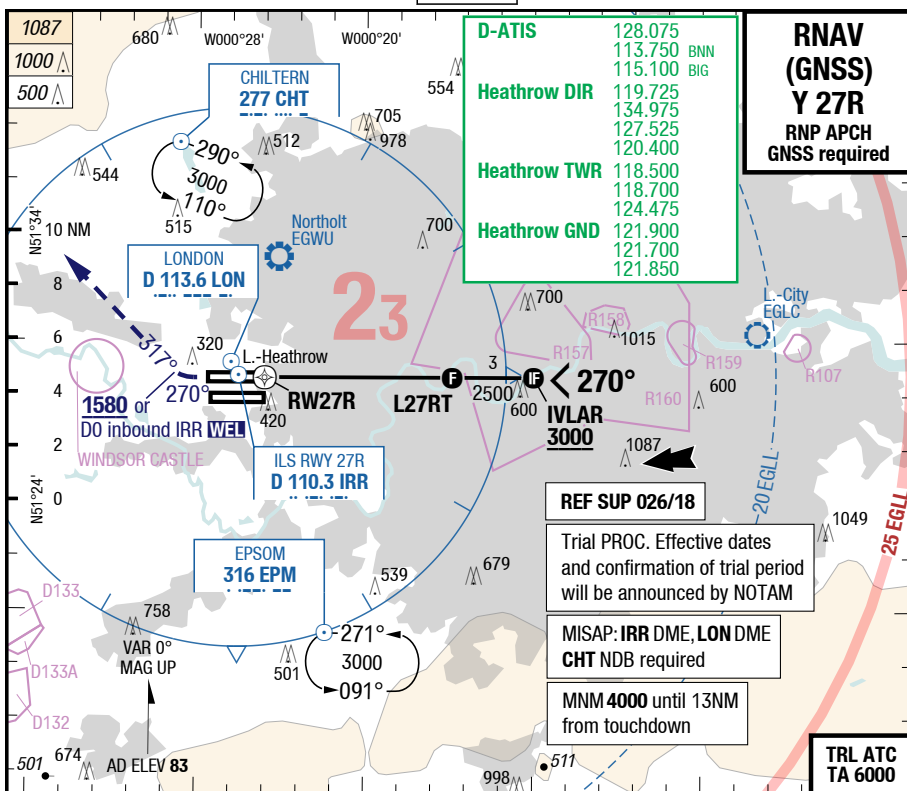 1087
1000
500
680
W000°28'
W000°20'
554
D-ATIS 128.075
113.750 BNN
115.100 BIG
Heathrow DIR 119.725
134.975
127.525
120.400
Heathrow TWR 118.500
118.700
124.475
Heathrow GND 121.900
121.700
121.850
RNAV
(GNSS)
Y 27R
RNP APCH
GNSS required
CHILTERN
277 CHT
705
978
512
544
290°
3000
110°
515
N51°34'
10 NM
8
6
4
2
0
N51°24'
Northolt
EGWU
700
LONDON
D 113.6 LON
23
700
R158
1015
L.-City
EGLC
R157
R159
R107
R160
600
320
317°
L.-Heathrow
270°
1580 or
D0 inbound IRR WEL
RW27R
420
L27RT
F
3
2500
IF
270°
600
IVLAR
3000
1087
WINDSOR CASTLE
ILS RWY 27R
D 110.3 IRR
20 EGLL
25 EGLL
REF SUP 026/18
1049
Trial PROC. Effective dates
and confirmation of trial period
will be announced by NOTAM
EPSOM
316 EPM
539
679
D133
758
VAR 0°
MAG UP
271°
3000
091°
501
MISAP: IRR DME, LON DME
CHT NDB required
D133A
D132
MNM 4000 until 13NM
from touchdown
501
674
AD ELEV 83
998
511
TRL ATC
TA 6000